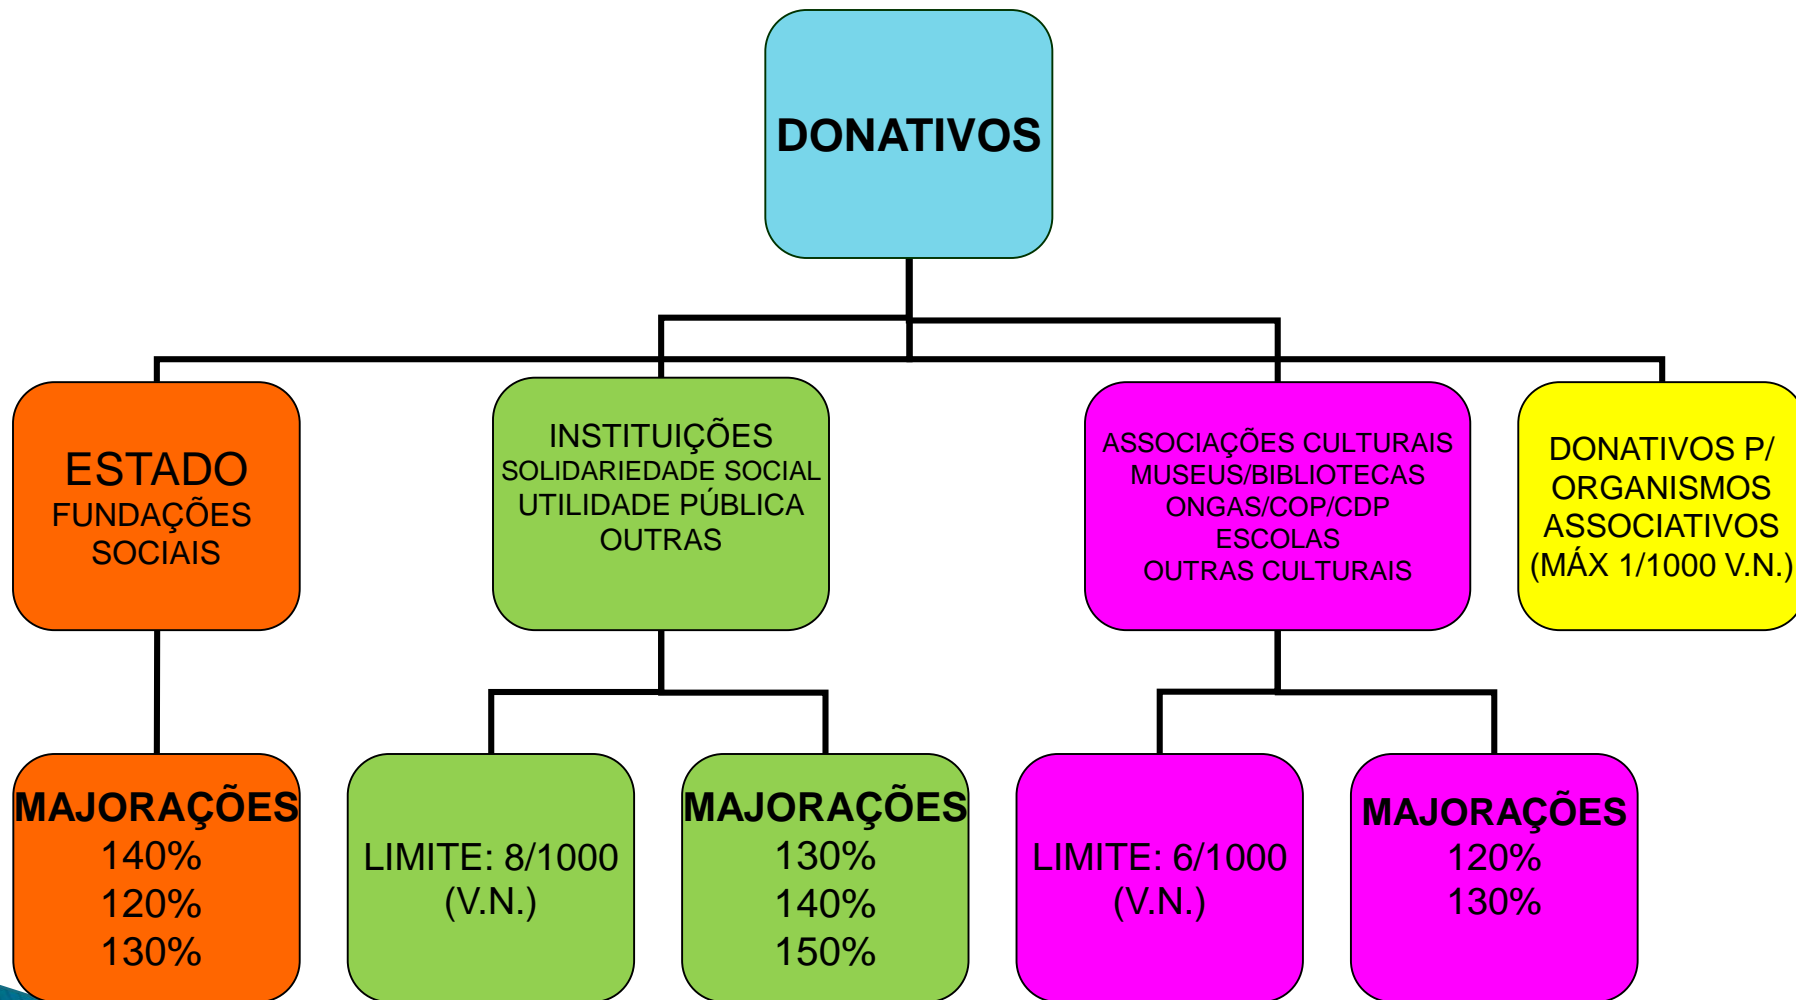 DONATIVOS
ESTADO
FUNDAÇÕES
SOCIAIS
INSTITUIÇÕES
SOLIDARIEDADE SOCIAL
UTILIDADE PÚBLICA
OUTRAS
ASSOCIAÇÕES CULTURAIS
MUSEUS/BIBLIOTECAS
ONGAS/COP/CDP
ESCOLAS
OUTRAS CULTURAIS
DONATIVOS P/
ORGANISMOS
ASSOCIATIVOS
(MÁX 1/1000 V.N.)
MAJORAÇÕES
140%
120%
130%
LIMITE: 8/1000
(V.N.)
MAJORAÇÕES
130%
140%
150%
LIMITE: 6/1000
(V.N.)
MAJORAÇÕES
120%
130%